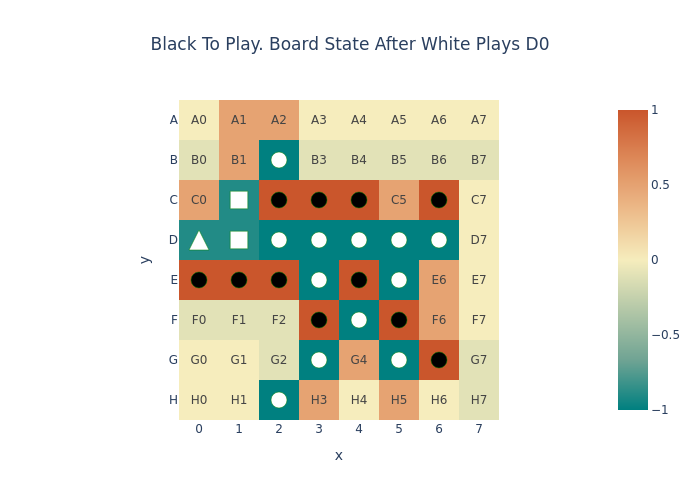 Black To Play. Board State After White Plays D0
A A0 A1 A2 A3 A4 A5 A6 A7
B B0 B1 B3 B4 B5 B6 B7
C C0 C5 C7
D D7
E E6 E7
F F0 F1 F2 F6 F7
G G0 G1 G2 G4 G7
H H0 H1 H3 H4 H5 H6 H7
0 1 2 3 4 5 6 7
x
y
1
0.5
0
−0.5
−1